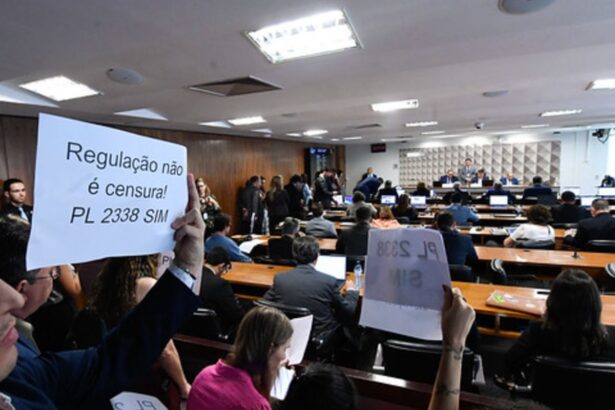 Regulação não
é censura!
PL 2338 SIM
PL 2338
SIM